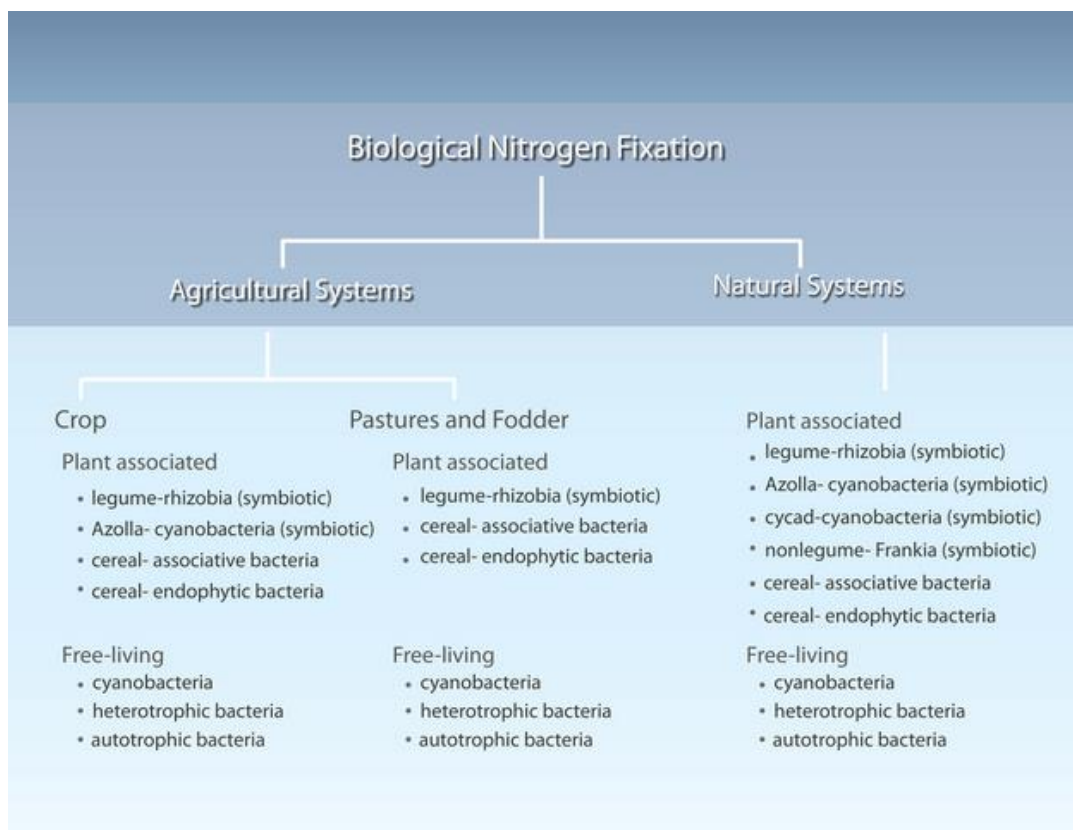 Biological Nitrogen Fixation
Agricultural Systems
Natural Systems
Crop
Plant associated
• legume-rhizobia (symbiotic)
• Azolla- cyanobacteria (symbiotic)
• cereal- associative bacteria
• cereal- endophytic bacteria
Free-living
• cyanobacteria
• heterotrophic bacteria
• autotrophic bacteria
Pastures and Fodder
Plant associated
• legume-rhizobia (symbiotic)
• cereal- associative bacteria
• cereal- endophytic bacteria
Free-living
• cyanobacteria
• heterotrophic bacteria
• autotrophic bacteria
Plant associated
• legume-rhizobia (symbiotic)
• Azolla- cyanobacteria (symbiotic)
• cycad-cyanobacteria (symbiotic)
• nonlegume- Frankia (symbiotic)
• cereal- associative bacteria
• cereal- endophytic bacteria
Free-living
• cyanobacteria
• heterotrophic bacteria
• autotrophic bacteria